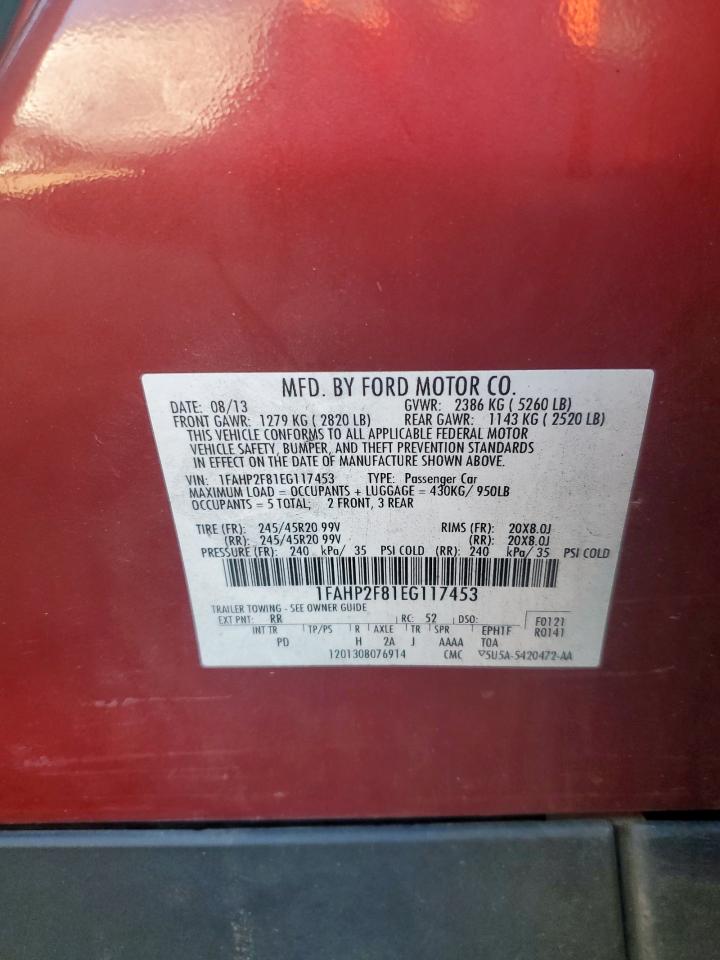 MFD. BY FORD MOTOR CO.
DATE: 08/13 GVWR: 2386 KG ( 5260 LB)
FRONT GAWR: 1279 KG ( 2820 LB) REAR GAWR: 1143 KG ( 2520 LB)
THIS VEHICLE CONFORMS TO ALL APPLICABLE FEDERAL MOTOR
VEHICLE SAFETY, BUMPER, AND THEFT PREVENTION STANDARDS
IN EFFECT ON THE DATE OF MANUFACTURE SHOWN ABOVE.
VIN: 1FAHP2F81EG117453 TYPE: Passenger Car
MAXIMUM LOAD = OCCUPANTS + LUGGAGE = 430KG/ 950LB
OCCUPANTS = 5 TOTAL; 2 FRONT, 3 REAR
TIRE (FR): 245/45R20 99V RIMS (FR): 20X8.0J
(RR): 245/45R20 99V (RR): 20X8.0J
PRESSURE (FR): 240 kPa/ 35 PSI COLD (RR): 240 kPa/ 35 PSI COLD
1FAHP2F81EG117453
TRAILER TOWING - SEE OWNER GUIDE
EXT PNT: RR RC: 52 DSO: F0121
INT TR TP/PS R AXLE TR SPR EPH1F R0141
PD H 2A J AAAA T0A
1201308076914 CMC 5U5A-5420472-AA